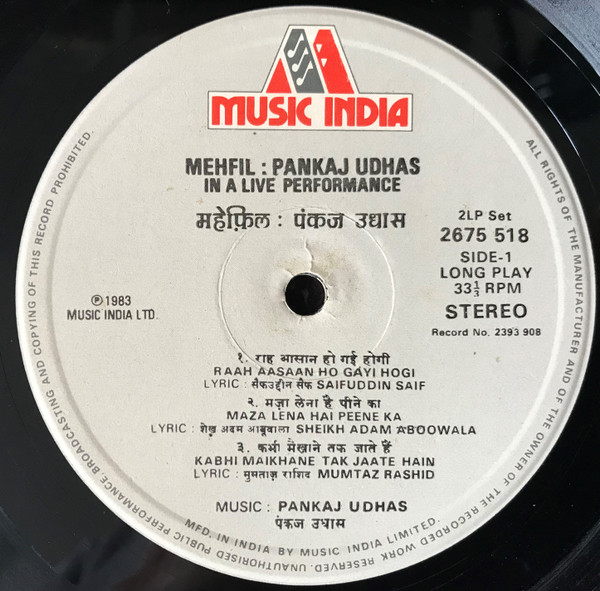 MUSIC INDIA
MEHFIL : PANKAJ UDHAS
IN A LIVE PERFORMANCE
महेफ़िल : पंकज उधास
2LP Set
2675 518
SIDE-1
LONG PLAY
33⅓ RPM
STEREO
Record No. 2393 908
℗ 1983
MUSIC INDIA LTD.
१. राह आसान हो गई होगी
RAAH AASAAN HO GAYI HOGI
LYRIC : सैफउद्दीन सैफ SAIFUDDIN SAIF
२. मज़ा लेना है पीने का
MAZA LENA HAI PEENE KA
LYRIC : शेख़ अदम आबूवाला SHEIKH ADAM ABOOWALA
३. कभी मैख़ाने तक जाते हैं
KABHI MAIKHANE TAK JAATE HAIN
LYRIC : मुमताज़ राशिद MUMTAZ RASHID
MUSIC : PANKAJ UDHAS
पंकज उधास
MFD. IN INDIA BY MUSIC INDIA LIMITED.
ALL RIGHTS OF THE MANUFACTURER AND OF THE OWNER OF THE RECORDED WORK RESERVED. UNAUTHORISED PUBLIC PERFORMANCE, BROADCASTING AND COPYING OF THIS RECORD PROHIBITED.